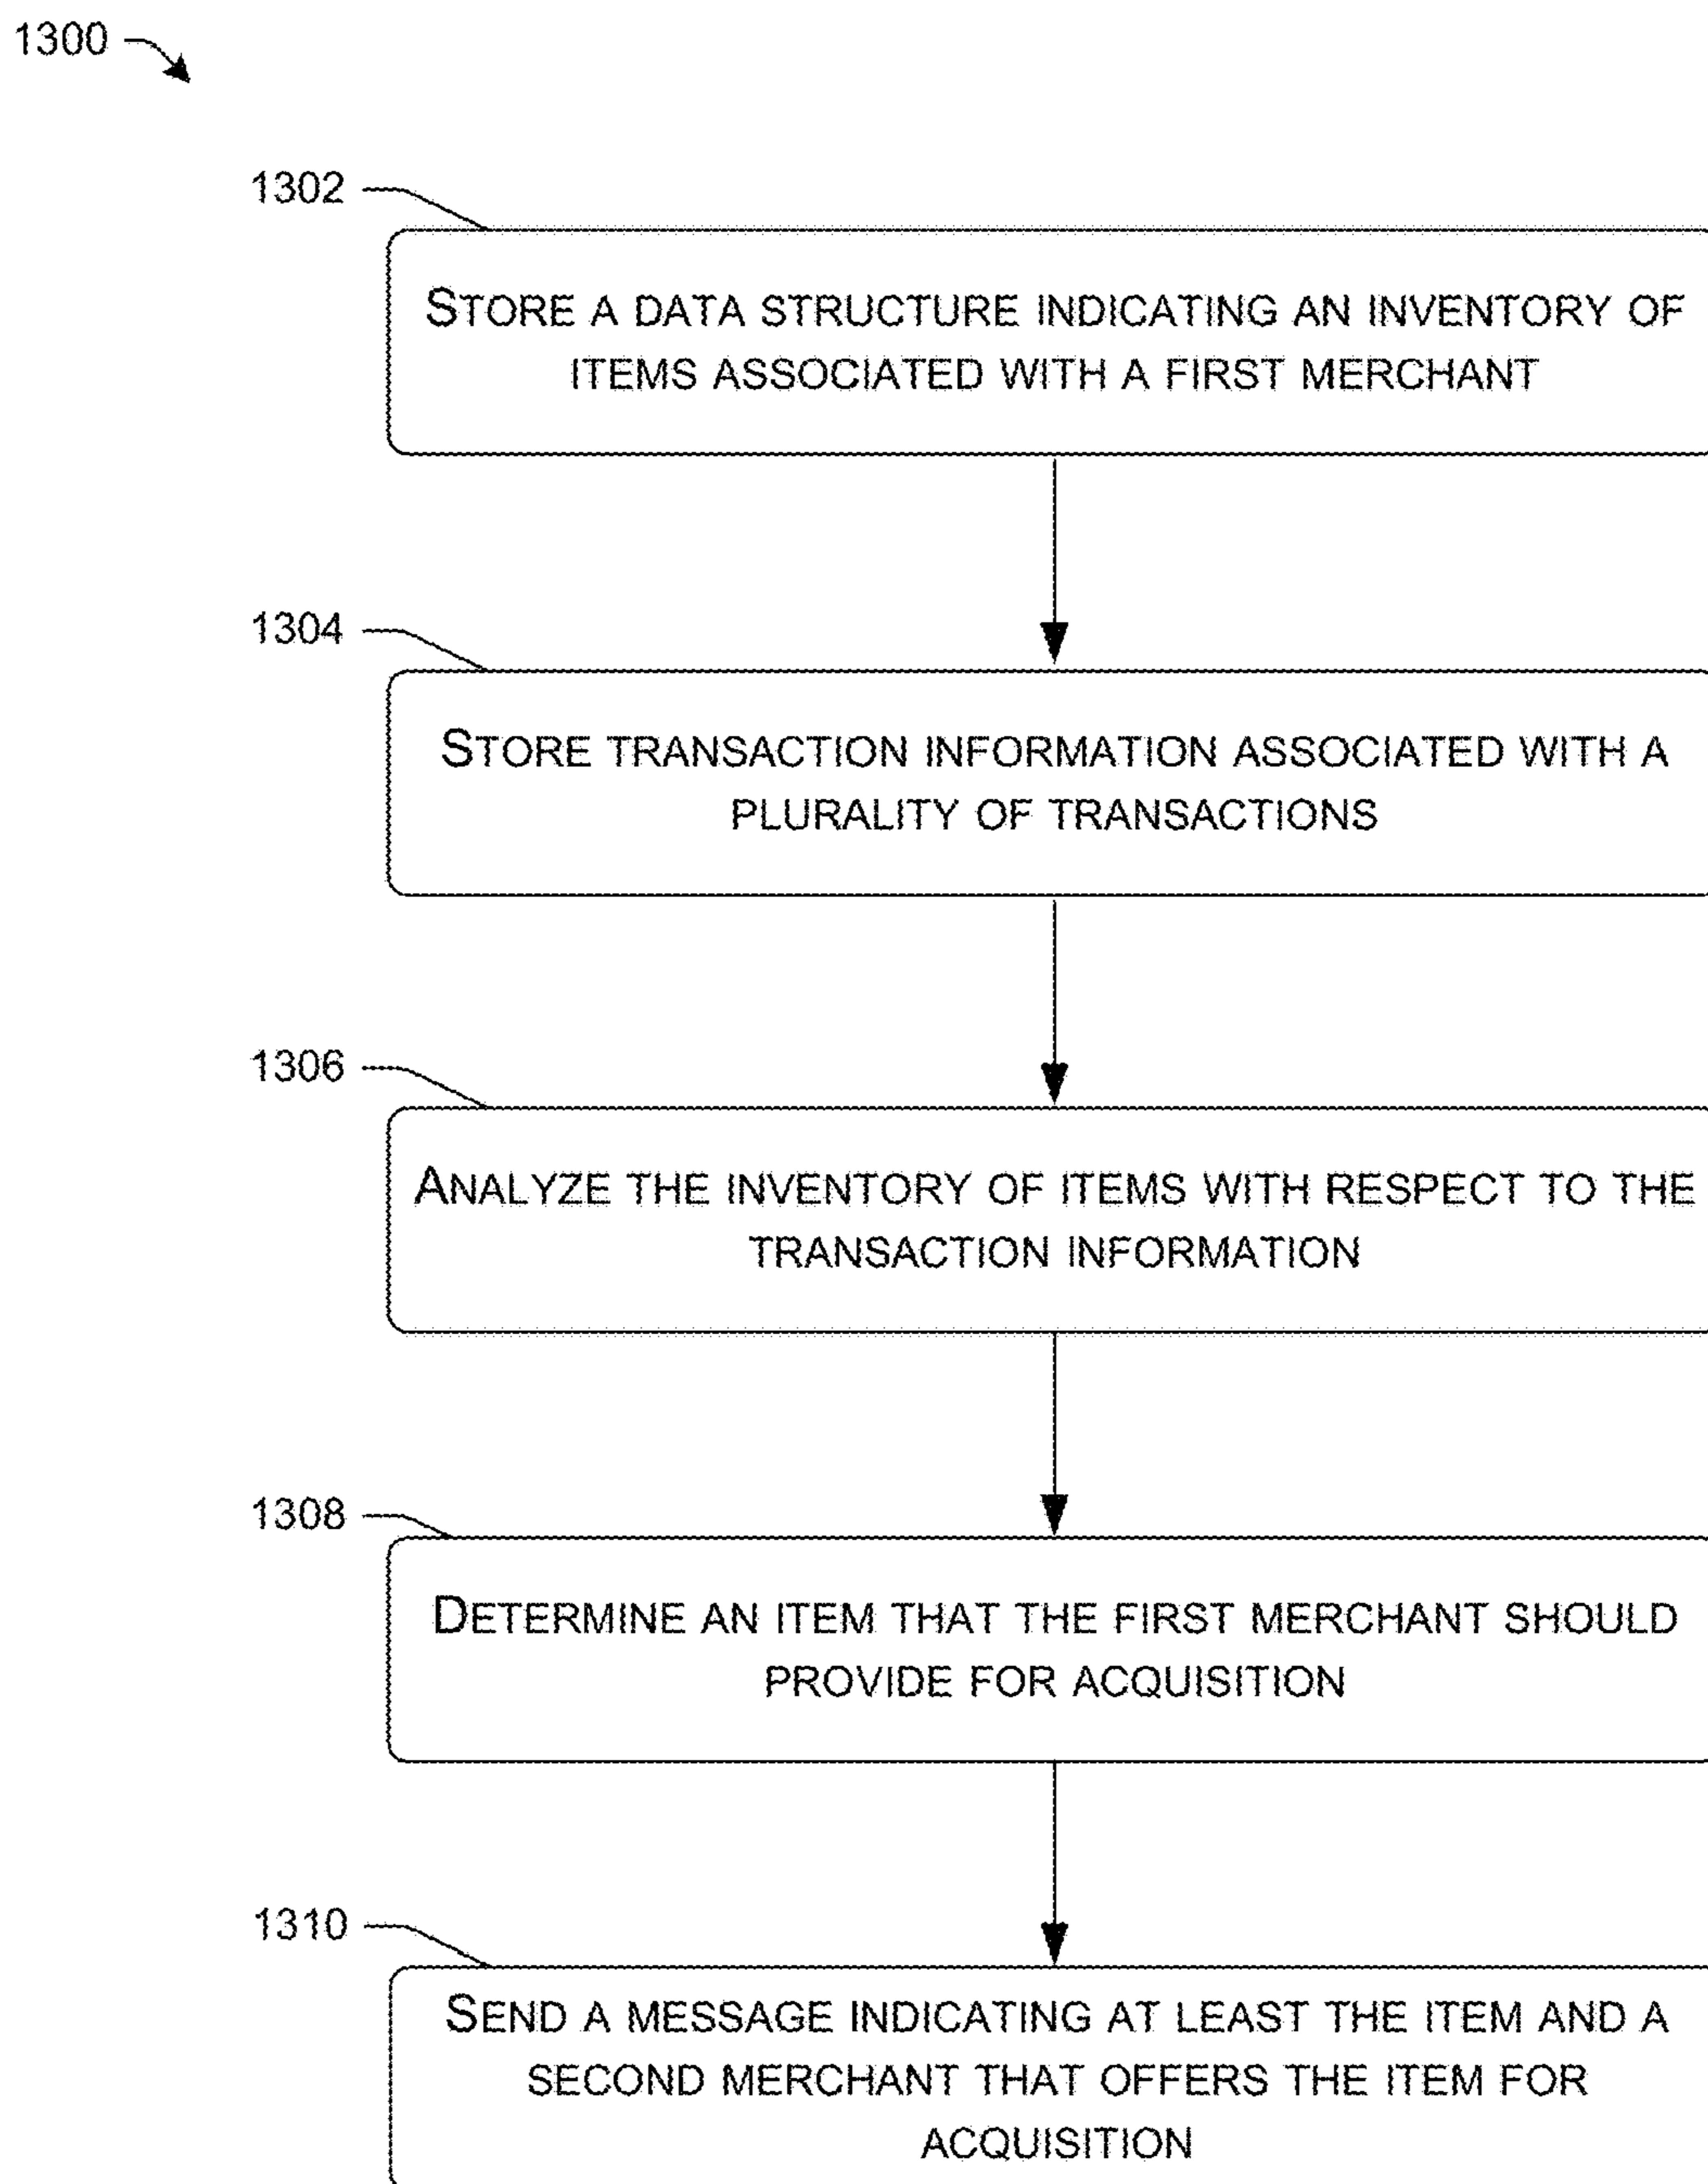 1300
1302
STORE A DATA STRUCTURE INDICATING AN INVENTORY OF
ITEMS ASSOCIATED WITH A FIRST MERCHANT
1304
STORE TRANSACTION INFORMATION ASSOCIATED WITH A
PLURALITY OF TRANSACTIONS
1306
ANALYZE THE INVENTORY OF ITEMS WITH RESPECT TO THE
TRANSACTION INFORMATION
1308
DETERMINE AN ITEM THAT THE FIRST MERCHANT SHOULD
PROVIDE FOR ACQUISITION
1310
SEND A MESSAGE INDICATING AT LEAST THE ITEM AND A
SECOND MERCHANT THAT OFFERS THE ITEM FOR
ACQUISITION